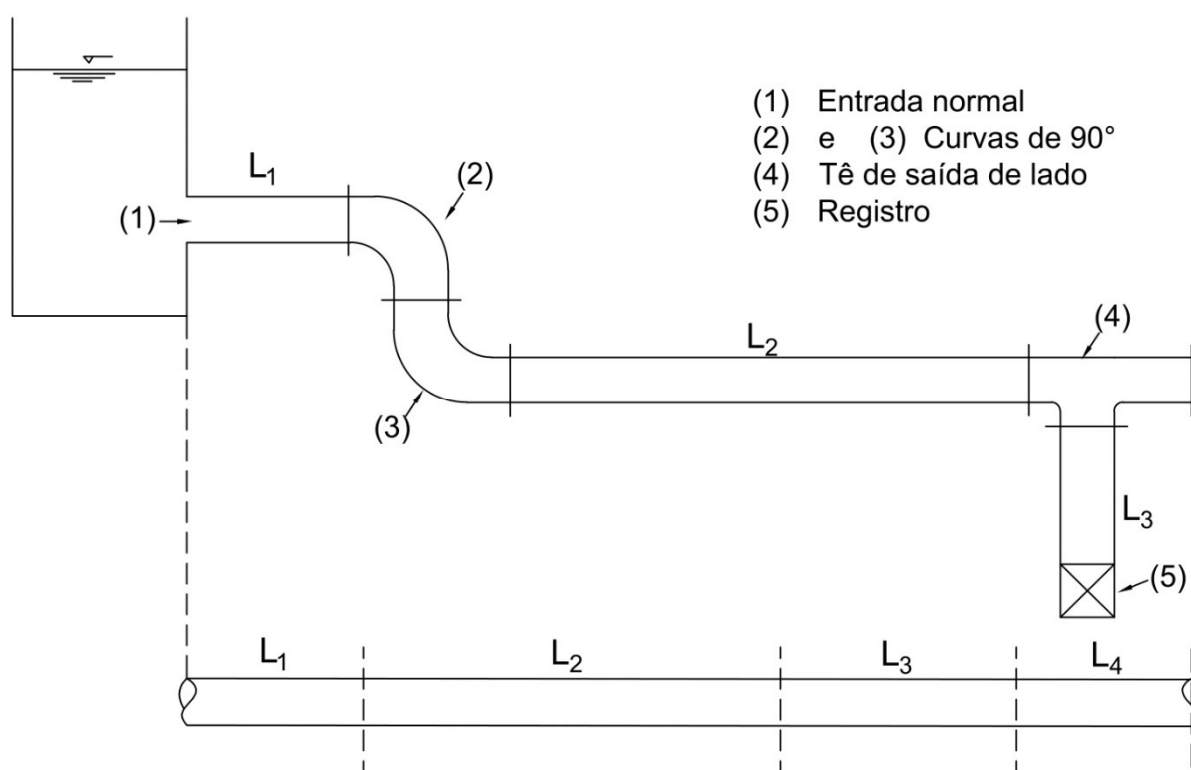 (1) Entrada normal
(2) e (3) Curvas de 90°
(4) Tê de saída de lado
(5) Registro
L₁
(2)
(1)
(4)
L₂
(3)
L₃
(5)
L₁ L₂ L₃ L₄